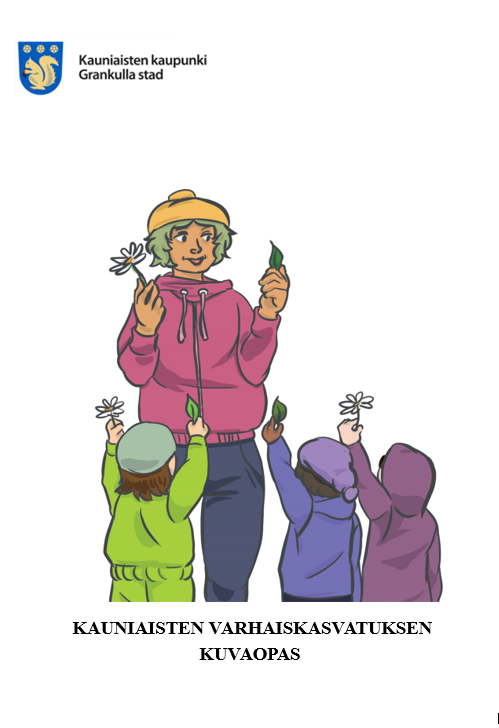 Kauniaisten kaupunki
Grankulla stad
KAUNIAISTEN VARHAISKASVATUKSEN
KUVAOPAS